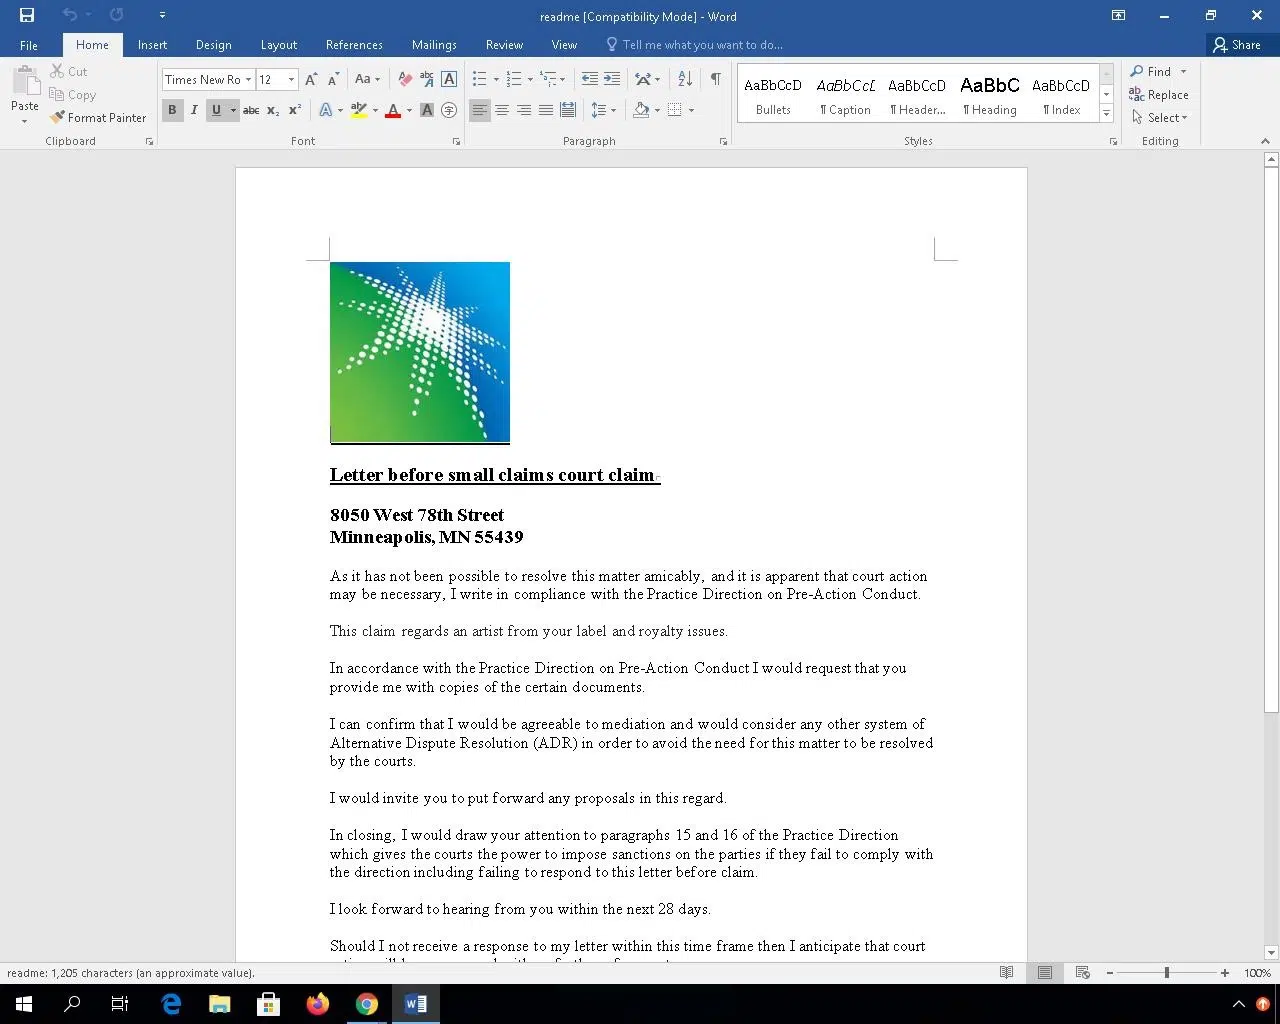 readme [Compatibility Mode] - Word
File Home Insert Design Layout References Mailings Review View Tell me what you want to do... Share
Paste
Cut
Copy
Format Painter
Clipboard
Times New Ro 12 Aa
B I U abc x₂ x² A
Font
Paragraph
AaBbCcD AaBbCcD AaBbCcD AaBbC AaBbCcD
Bullets ¶ Caption ¶ Header... ¶ Heading ¶ Index
Styles
Find
Replace
Select
Editing
Letter before small claims court claim
8050 West 78th Street
Minneapolis, MN 55439
As it has not been possible to resolve this matter amicably, and it is apparent that court action
may be necessary, I write in compliance with the Practice Direction on Pre-Action Conduct.
This claim regards an artist from your label and royalty issues.
In accordance with the Practice Direction on Pre-Action Conduct I would request that you
provide me with copies of the certain documents.
I can confirm that I would be agreeable to mediation and would consider any other system of
Alternative Dispute Resolution (ADR) in order to avoid the need for this matter to be resolved
by the courts.
I would invite you to put forward any proposals in this regard.
In closing, I would draw your attention to paragraphs 15 and 16 of the Practice Direction
which gives the courts the power to impose sanctions on the parties if they fail to comply with
the direction including failing to respond to this letter before claim.
I look forward to hearing from you within the next 28 days.
Should I not receive a response to my letter within this time frame then I anticipate that court
readme: 1,205 characters (an approximate value).
100%